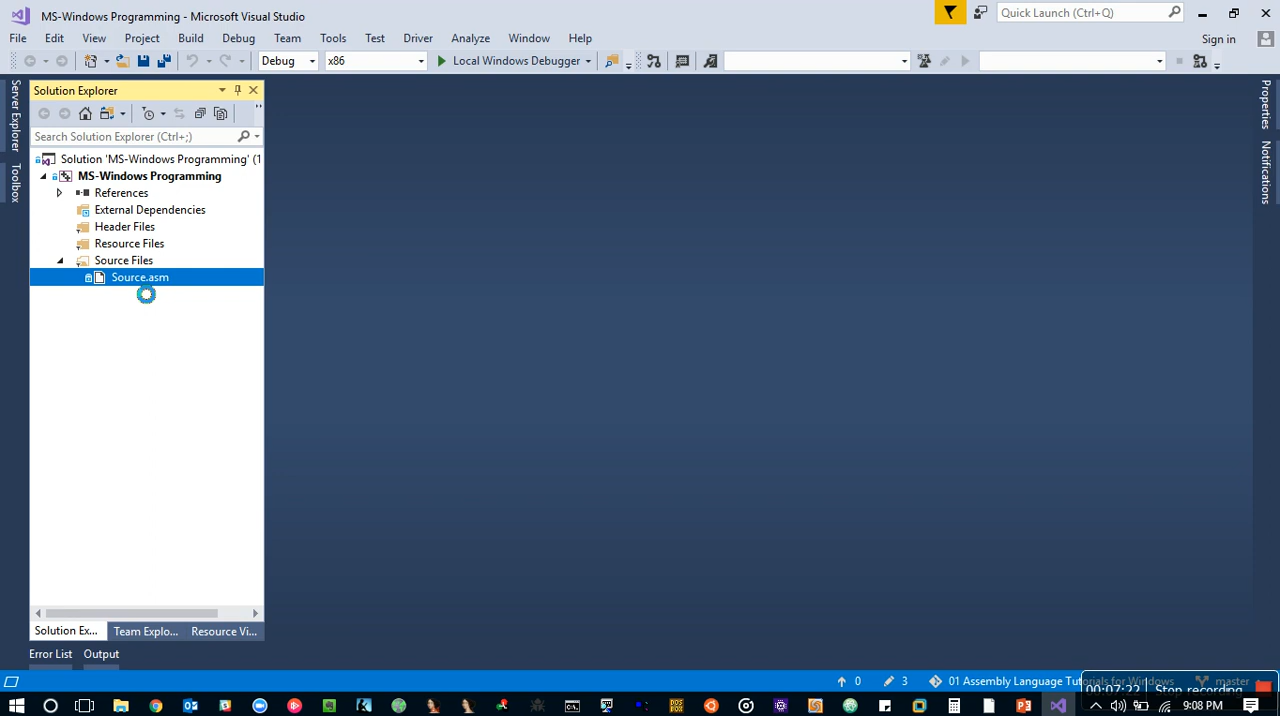 MS-Windows Programming - Microsoft Visual Studio
Quick Launch (Ctrl+Q)
File Edit View Project Build Debug Team Tools Test Driver Analyze Window Help
Sign in
Debug x86 Local Windows Debugger
Solution Explorer
Search Solution Explorer (Ctrl+;)
Solution 'MS-Windows Programming' (1
MS-Windows Programming
References
External Dependencies
Header Files
Resource Files
Source Files
Source.asm
Server Explorer
Toolbox
Properties
Notifications
Solution Ex... Team Explo... Resource Vi...
Error List Output
0 3 01 Assembly Language Tutorials for Windows master
00:07:22 Stop recording
9:08 PM